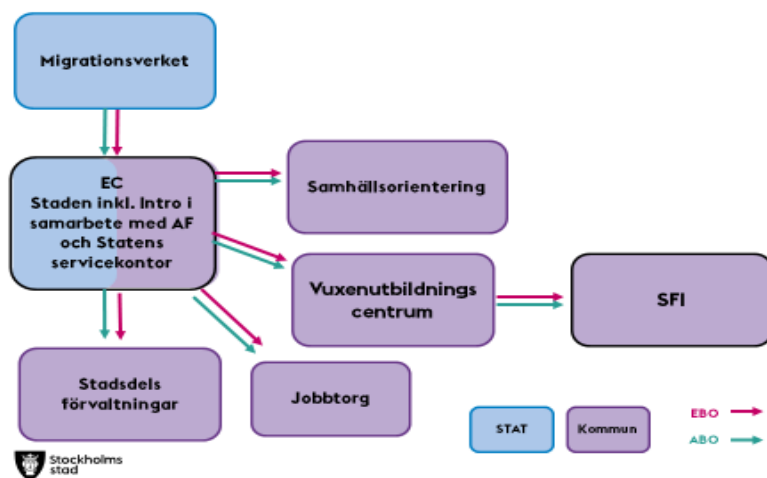 Migrationsverket
EC
Staden inkl. Intro i
samarbete med AF
och Statens
servicekontor
Samhällsorientering
Vuxenutbildnings
centrum
SFI
Stadsdels
förvaltningar
Jobbtorg
STAT
Kommun
EBO
ABO
Stockholms
stad